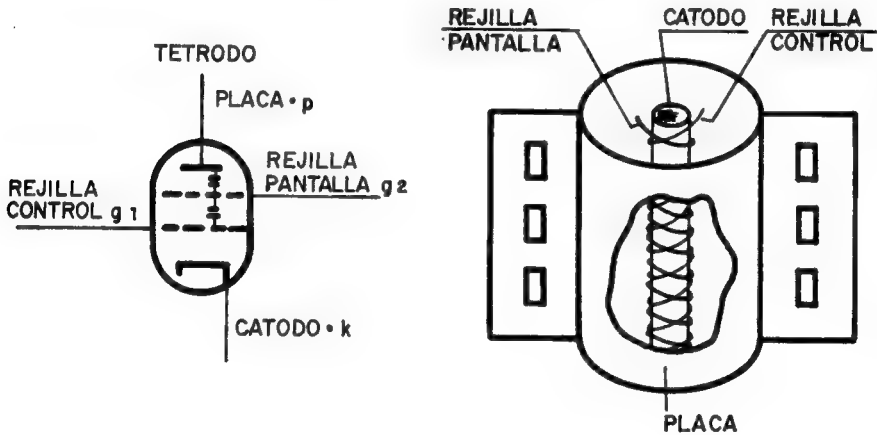 TETRODO
PLACA • p
REJILLA
CONTROL g1
REJILLA
PANTALLA g2
CATODO • k
REJILLA
PANTALLA
CATODO
REJILLA
CONTROL
PLACA